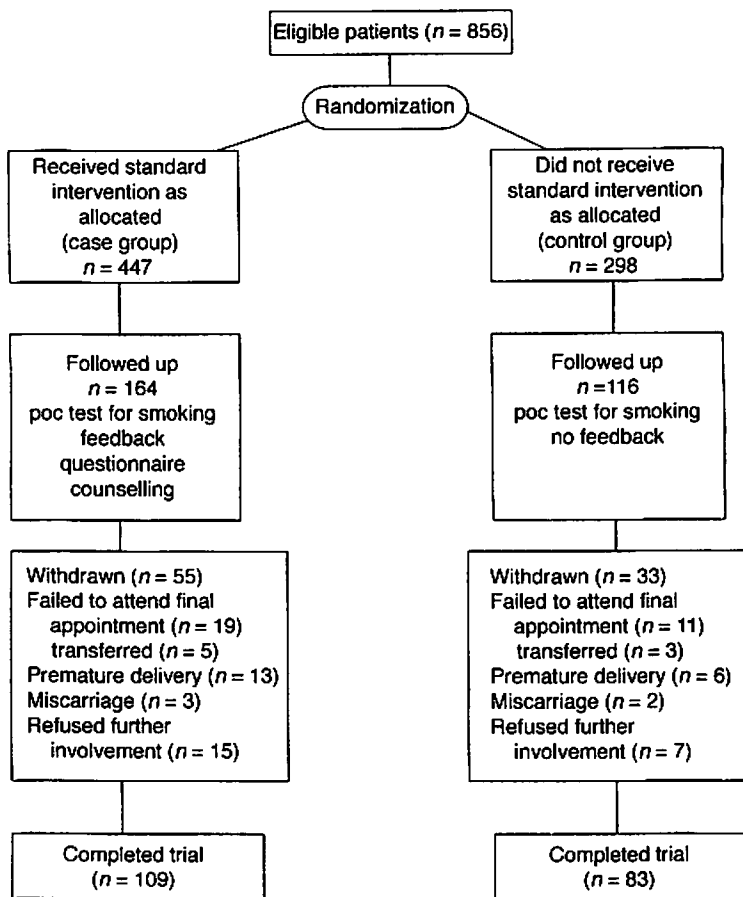 Eligible patients (n = 856)
Randomization
Received standard
intervention as
allocated
(case group)
n = 447
Did not receive
standard intervention
as allocated
(control group)
n = 298
Followed up
n = 164
poc test for smoking
feedback
questionnaire
counselling
Followed up
n =116
poc test for smoking
no feedback
Withdrawn (n = 55)
Failed to attend final
appointment (n = 19)
transferred (n = 5)
Premature delivery (n = 13)
Miscarriage (n = 3)
Refused further
involvement (n = 15)
Withdrawn (n = 33)
Failed to attend final
appointment (n = 11)
transferred (n = 3)
Premature delivery (n = 6)
Miscarriage (n = 2)
Refused further
involvement (n = 7)
Completed trial
(n = 109)
Completed trial
(n = 83)